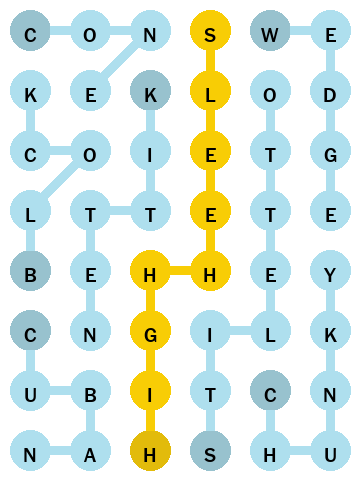 C O N S W E
K E K L O D
C O I E T G
L T T E T E
B E H H E Y
C N G I L K
U B I T C N
N A H S H U